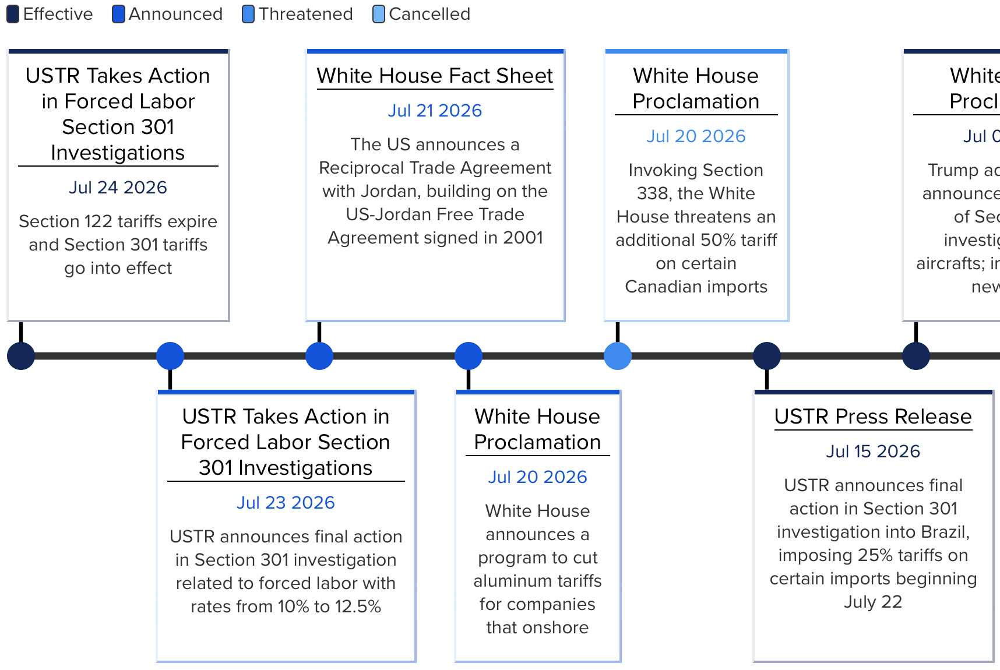 Effective
Announced
Threatened
Cancelled
USTR Takes Action
in Forced Labor
Section 301
Investigations
Jul 24 2026
Section 122 tariffs expire
and Section 301 tariffs
go into effect
USTR Takes Action in
Forced Labor Section
301 Investigations
Jul 23 2026
USTR announces final action
in Section 301 investigation
related to forced labor with
rates from 10% to 12.5%
White House Fact Sheet
Jul 21 2026
The US announces a
Reciprocal Trade Agreement
with Jordan, building on the
US-Jordan Free Trade
Agreement signed in 2001
White House
Proclamation
Jul 20 2026
White House
announces a
program to cut
aluminum tariffs
for companies
that onshore
White House
Proclamation
Jul 20 2026
Invoking Section
338, the White
House threatens an
additional 50% tariff
on certain
Canadian imports
USTR Press Release
Jul 15 2026
USTR announces final
action in Section 301
investigation into Brazil,
imposing 25% tariffs on
certain imports beginning
July 22
White
Jul
Trump
announce
of
aircrafts;
new